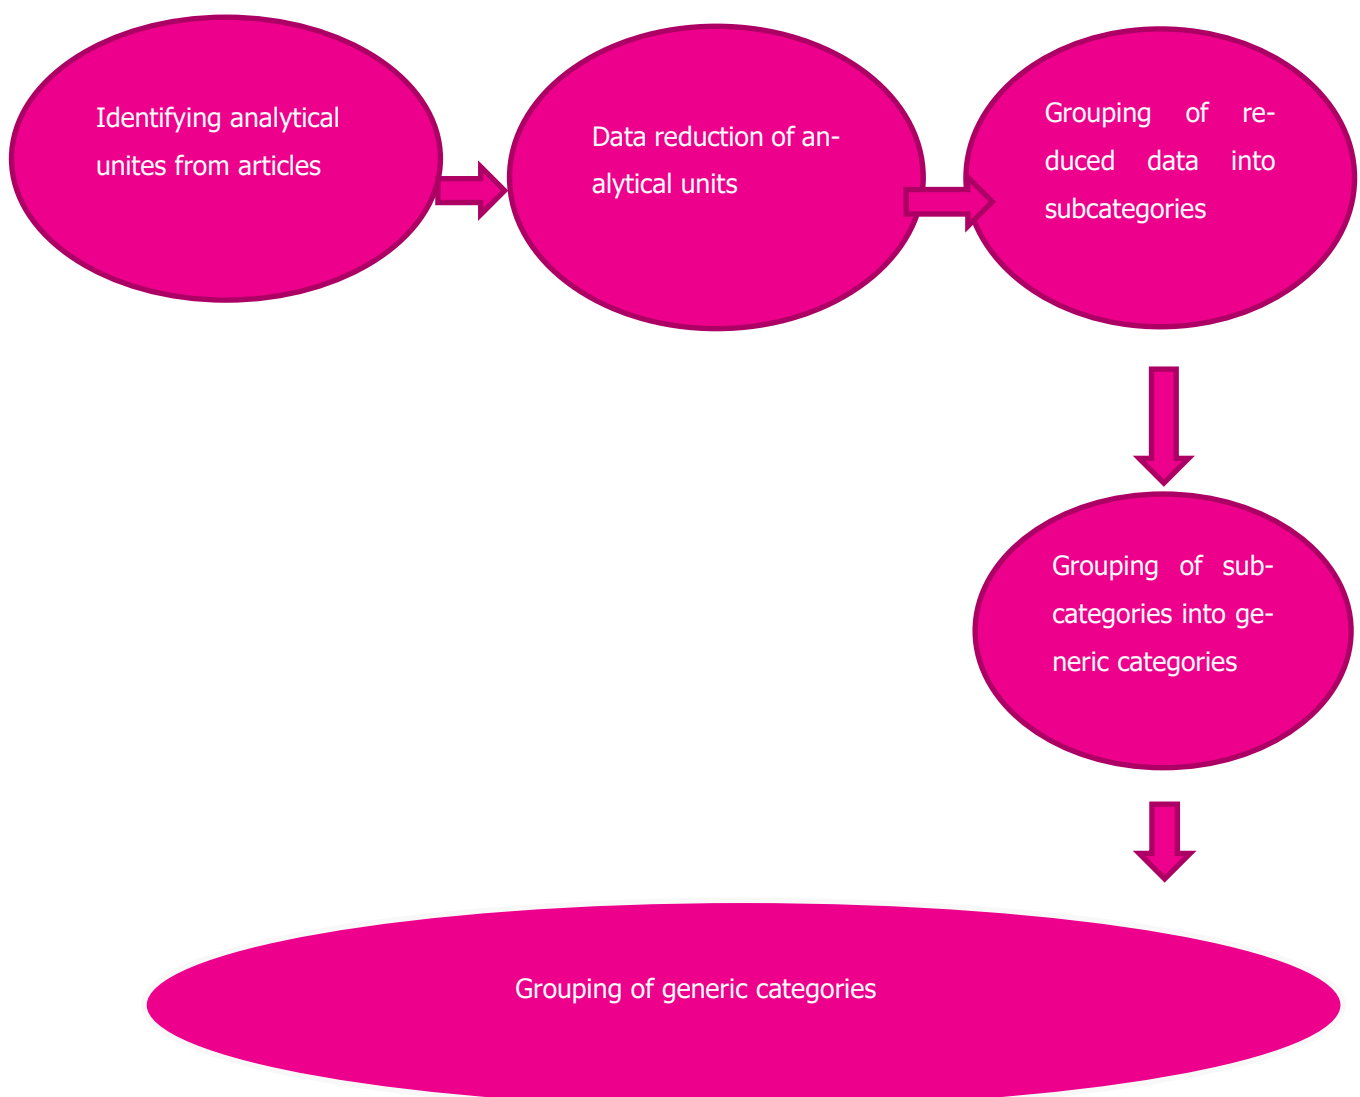 Identifying analytical
unites from articles
Data reduction of an-
alytical units
Grouping of re-
duced data into
subcategories
Grouping of sub-
categories into ge-
neric categories
Grouping of generic categories